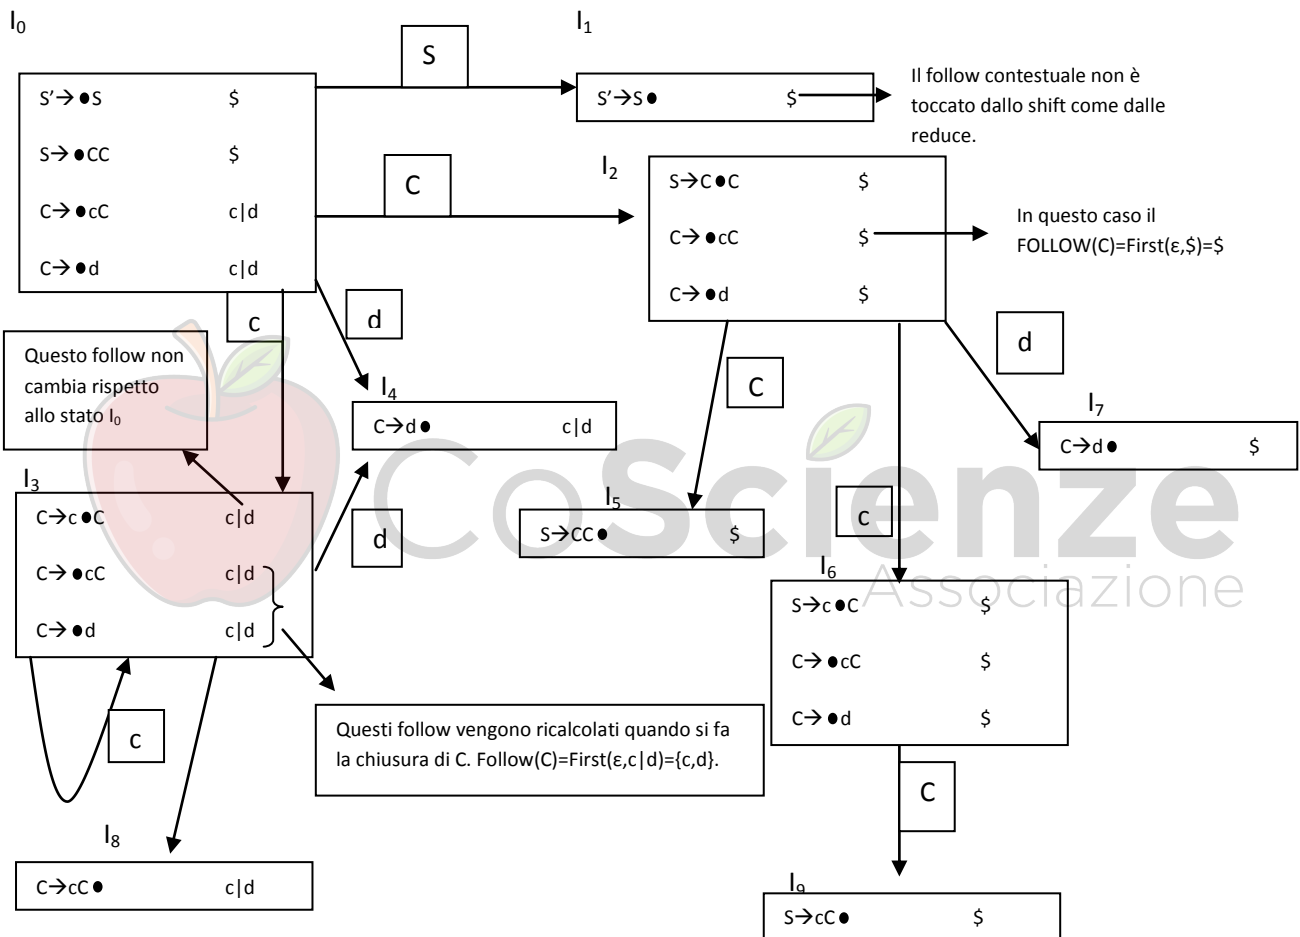 I0
S'→ ●S $
S→ ●CC $
C→ ●cC c|d
C→ ●d c|d
S
I1
S'→S● $
Il follow contestuale non è
toccato dallo shift come dalle
reduce.
C
I2
S→C●C $
C→ ●cC $
C→ ●d $
In questo caso il
FOLLOW(C)=First(ε,$)=$
c
d
Questo follow non
cambia rispetto
allo stato I0
I4
C→d● c|d
C
d
I7
C→d● $
I3
C→c●C c|d
C→●cC c|d
C→●d c|d
d
I5
S→CC● $
c
CoScienze
Associazione
I6
S→c●C $
C→●cC $
C→●d $
c
Questi follow vengono ricalcolati quando si fa
la chiusura di C. Follow(C)=First(ε,c|d)={c,d}.
C
I8
C→cC● c|d
I9
S→cC● $